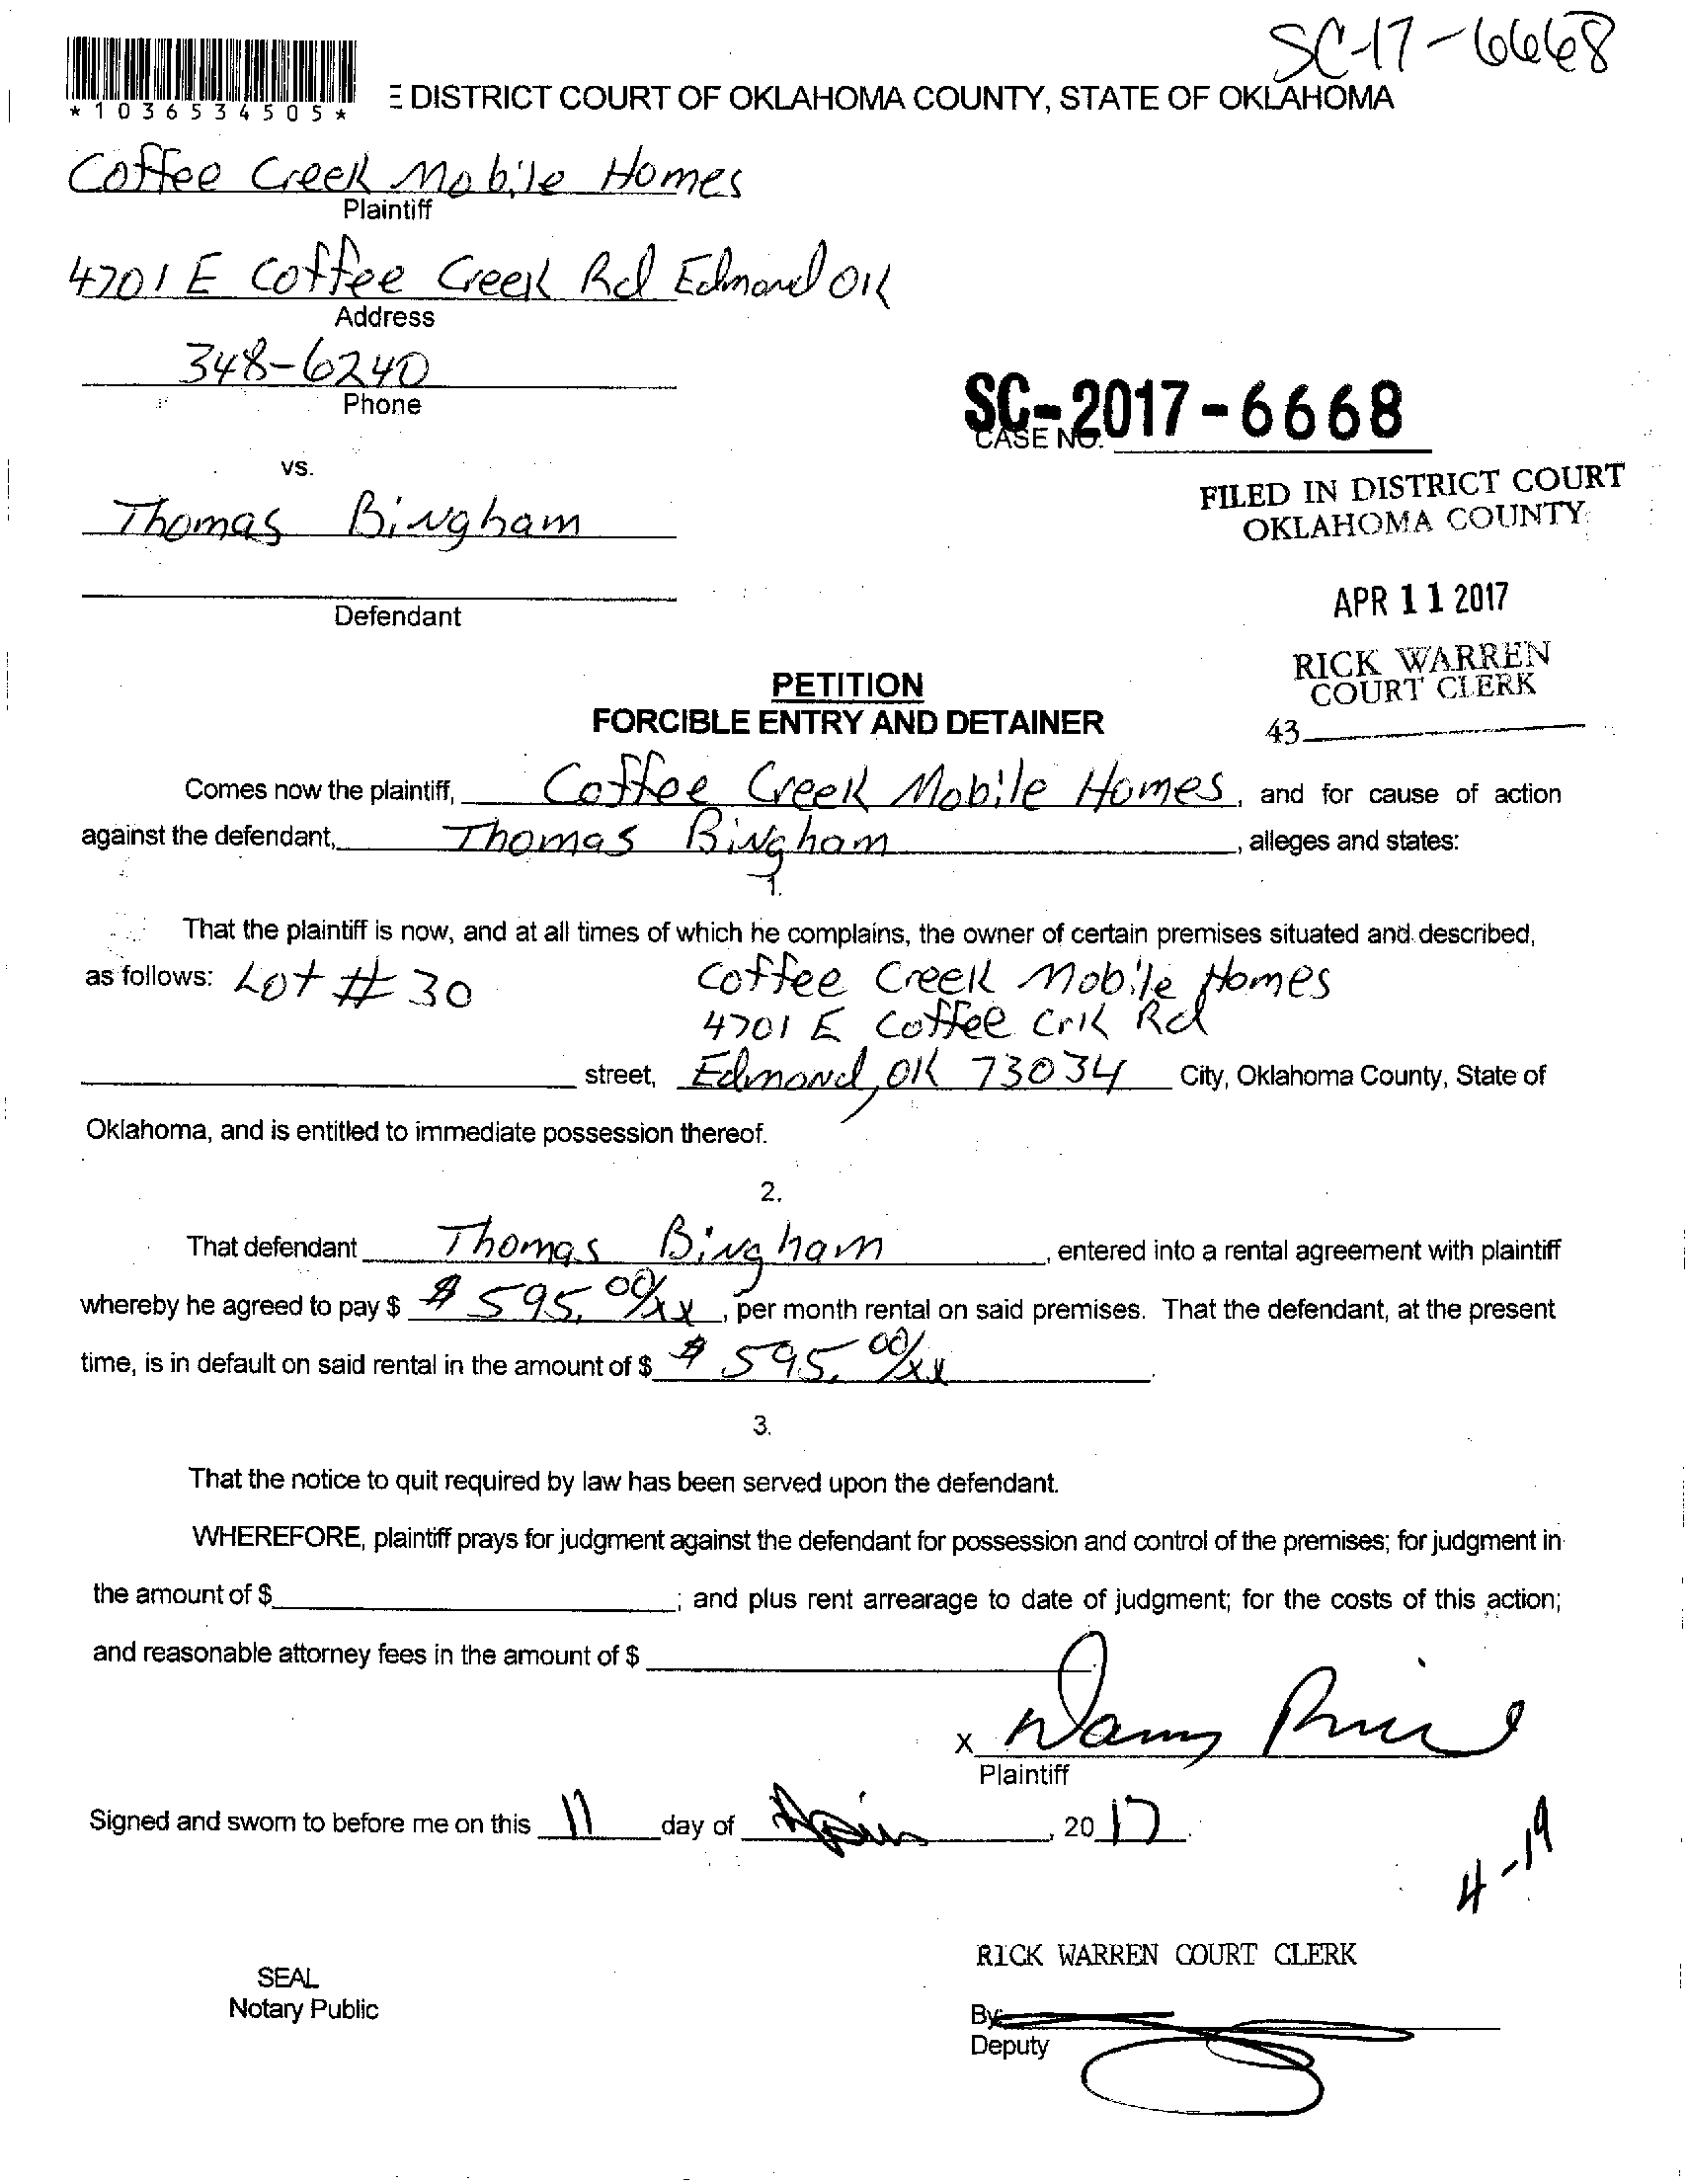 SC-17-6668
*1036534505*
E DISTRICT COURT OF OKLAHOMA COUNTY, STATE OF OKLAHOMA
Coffee Creek Mobile Homes
Plaintiff
4701 E Coffee Creek Rd Edmond OK
Address
348-6240
Phone
SC-2017-6668
CASE NO.
vs.
FILED IN DISTRICT COURT
OKLAHOMA COUNTY
Thomas Bingham
APR 11 2017
Defendant
RICK WARREN
COURT CLERK
43
PETITION
FORCIBLE ENTRY AND DETAINER
Comes now the plaintiff, Coffee Creek Mobile Homes, and for cause of action
against the defendant, Thomas Bingham, alleges and states:
1.
That the plaintiff is now, and at all times of which he complains, the owner of certain premises situated and described,
as follows: Lot # 30 Coffee Creek Mobile Homes
4701 E Coffee Crk Rd
street, Edmond, OK 73034 City, Oklahoma County, State of
Oklahoma, and is entitled to immediate possession thereof.
2.
That defendant Thomas Bingham, entered into a rental agreement with plaintiff
whereby he agreed to pay $ $595.00/xx, per month rental on said premises. That the defendant, at the present
time, is in default on said rental in the amount of $ $595.00/xx.
3.
That the notice to quit required by law has been served upon the defendant.
WHEREFORE, plaintiff prays for judgment against the defendant for possession and control of the premises; for judgment in
the amount of $ ; and plus rent arrearage to date of judgment; for the costs of this action;
and reasonable attorney fees in the amount of $ .
x Danny
Plaintiff
Signed and sworn to before me on this 11 day of , 2017.
4-19
RICK WARREN COURT CLERK
SEAL
Notary Public
By
Deputy